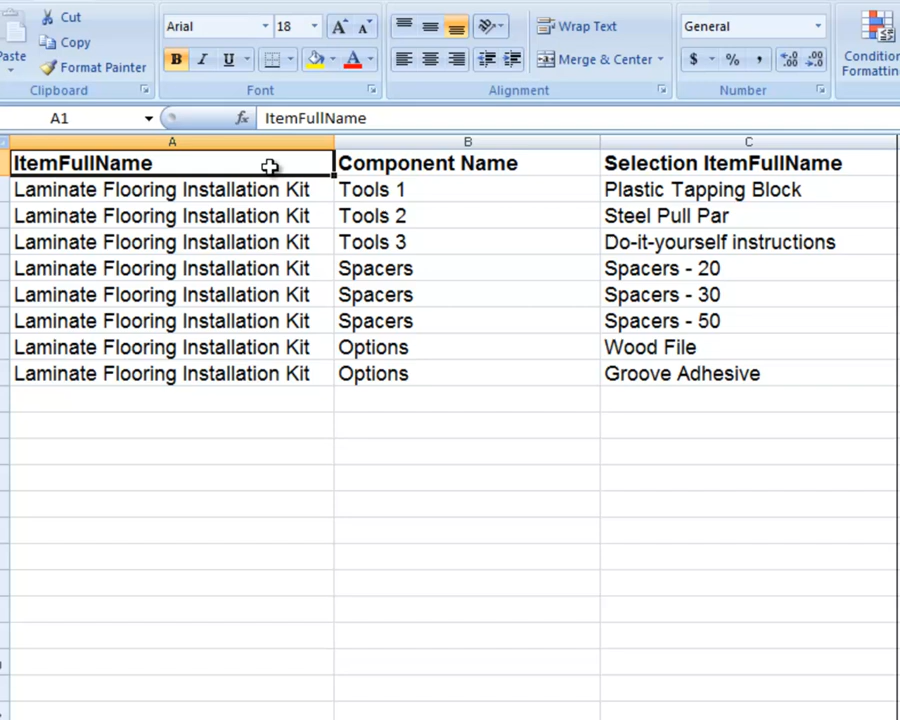 Cut
Arial 18 A A Wrap Text General
Paste Copy
Format Painter B I U A Merge & Center $ % , .00 .00 Formatting
Clipboard Font Alignment Number
A1 fx ItemFullName
A B C
ItemFullName Component Name Selection ItemFullName
Laminate Flooring Installation Kit Tools 1 Plastic Tapping Block
Laminate Flooring Installation Kit Tools 2 Steel Pull Par
Laminate Flooring Installation Kit Tools 3 Do-it-yourself instructions
Laminate Flooring Installation Kit Spacers Spacers - 20
Laminate Flooring Installation Kit Spacers Spacers - 30
Laminate Flooring Installation Kit Spacers Spacers - 50
Laminate Flooring Installation Kit Options Wood File
Laminate Flooring Installation Kit Options Groove Adhesive